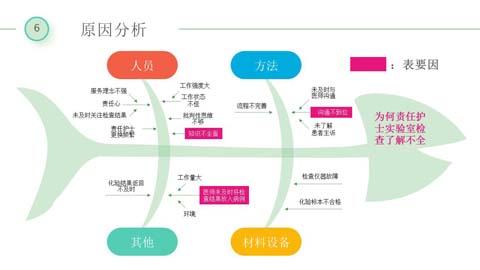 6
原因分析
人员
方法
：表要因
服务理念不强
责任心
未及时关注检查结果
责任护士
更换频繁
工作强度大
工作状态
不佳
批判性思维
不够
知识不全面
流程不完善
未及时与
医师沟通
沟通不到位
未了解
患者主诉
为何责任护
士实验室检
查了解不全
化验结果返回
不及时
工作量大
医师未及时将检
查结果放入病例
环境
检查仪器故障
化验标本不合格
其他
材料设备